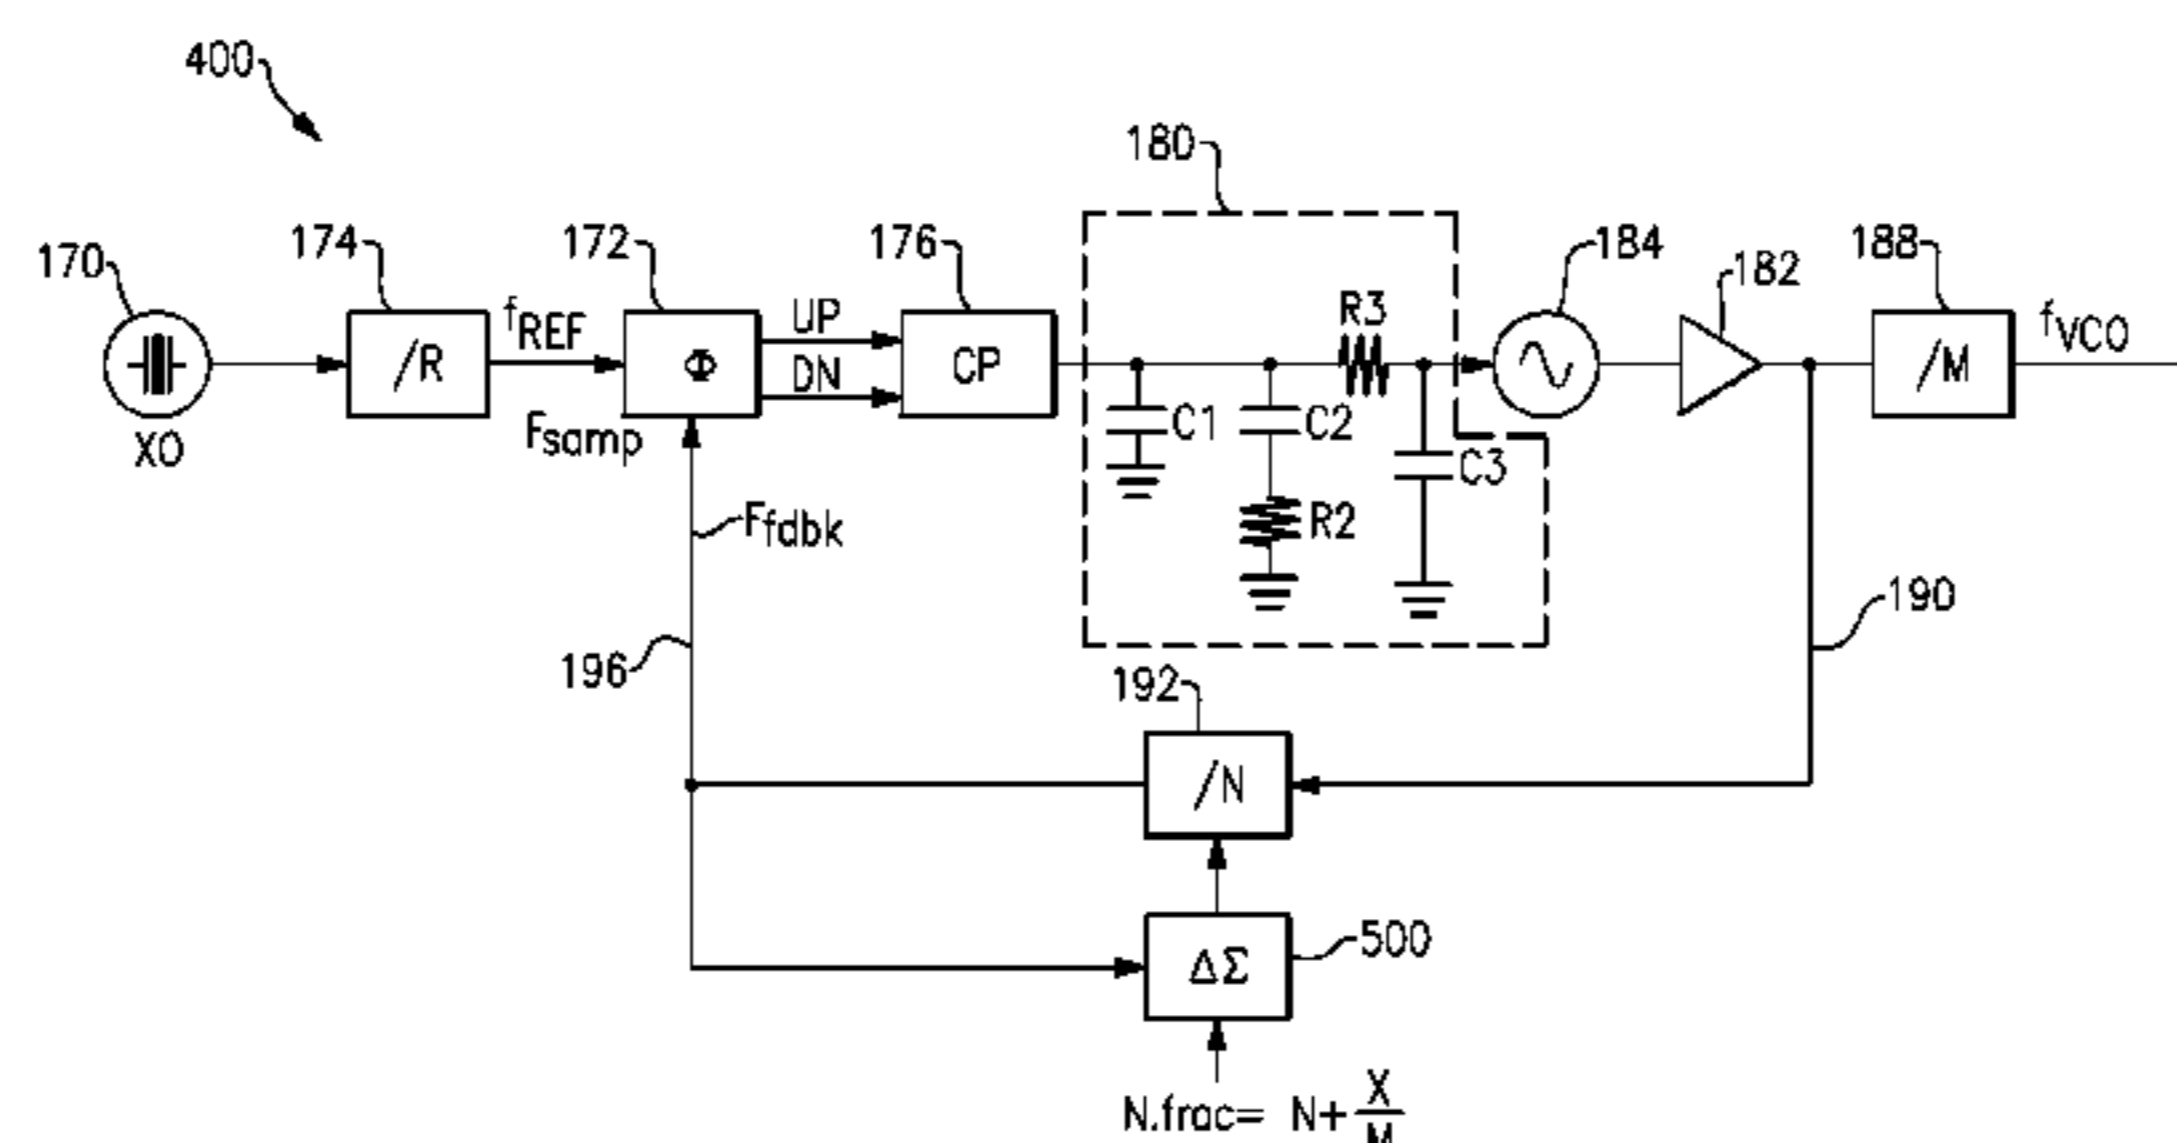 400
180
170
174
172
176
184
182
188
/R
fREF
Φ
UP
DN
CP
R3
/M
fVCO
XO
Fsamp
C1
C2
C3
Ffdbk
R2
190
196
192
/N
ΔΣ
500
N.frac= N+ X
M